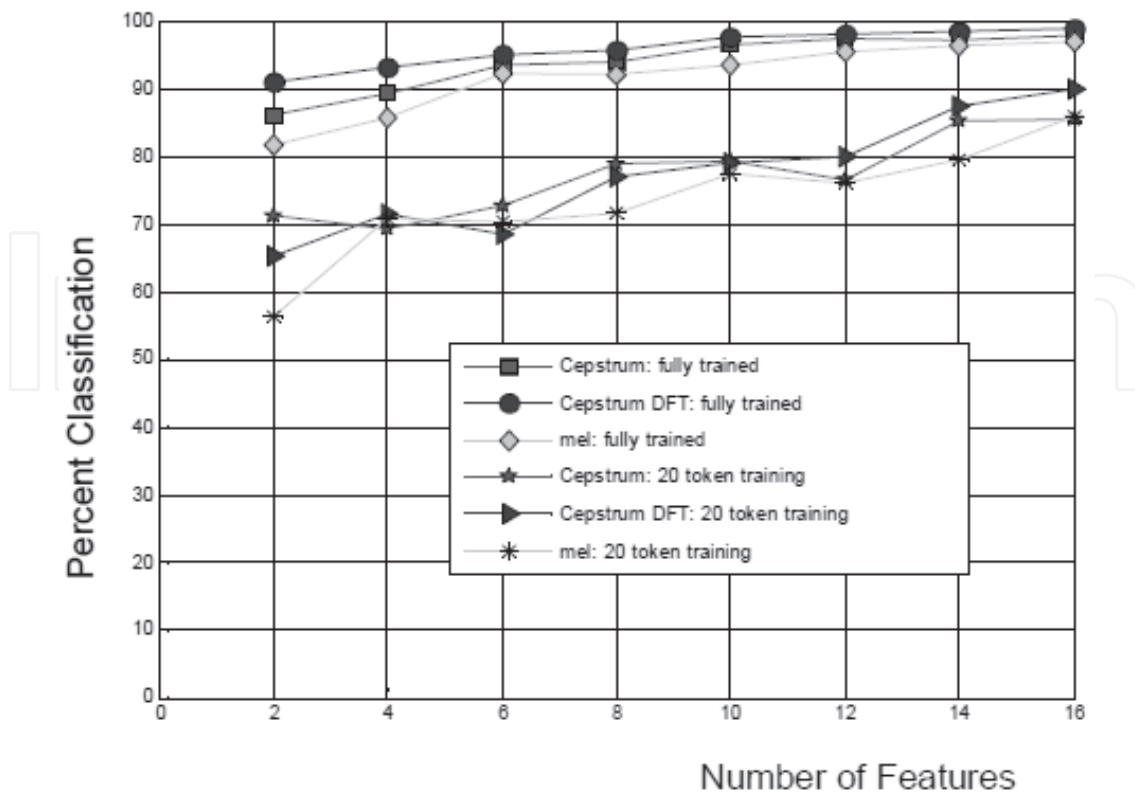 100
90
80
70
60
50
40
30
20
10
0
Percent Classification
Cepstrum: fully trained
Cepstrum DFT: fully trained
mel: fully trained
Cepstrum: 20 token training
Cepstrum DFT: 20 token training
mel: 20 token training
0 2 4 6 8 10 12 14 16
Number of Features